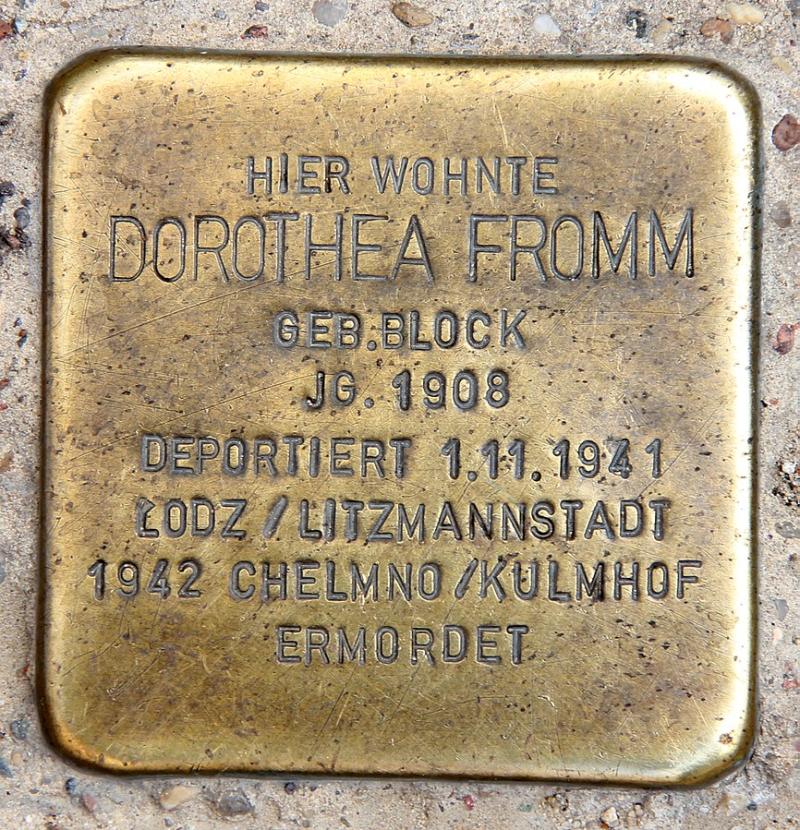 HIER WOHNTE
DOROTHEA FROMM
GEB. BLOCK
JG. 1908
DEPORTIERT 1.11.1941
ŁODZ / LITZMANNSTADT
1942 CHELMNO / KULMHOF
ERMORDET